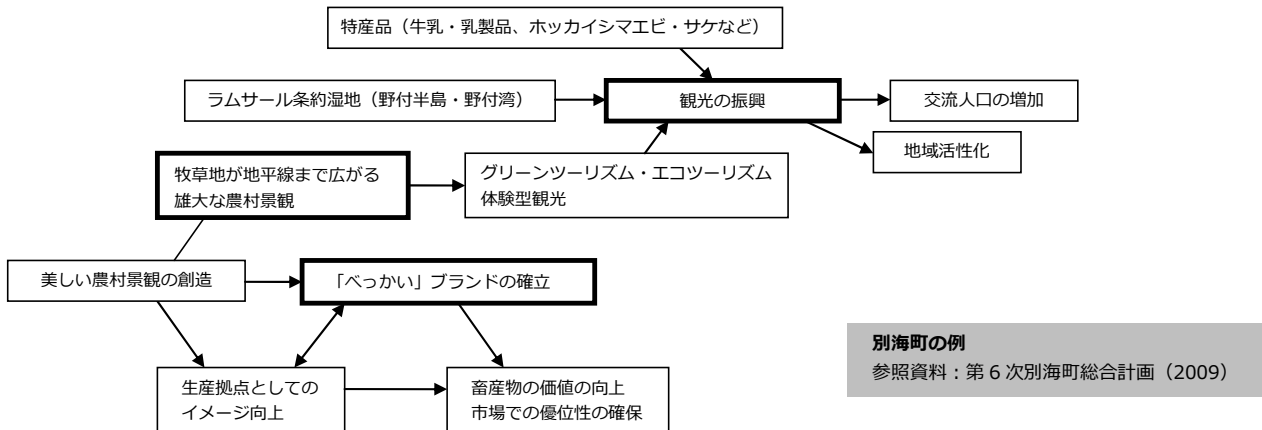 特産品（牛乳・乳製品、ホッカイシマエビ・サケなど）
ラムサール条約湿地（野付半島・野付湾）
観光の振興
交流人口の増加
地域活性化
牧草地が地平線まで広がる
雄大な農村景観
グリーンツーリズム・エコツーリズム
体験型観光
美しい農村景観の創造
「べっかい」ブランドの確立
生産拠点としての
イメージ向上
畜産物の価値の向上
市場での優位性の確保
別海町の例
参照資料：第 6 次別海町総合計画（2009）